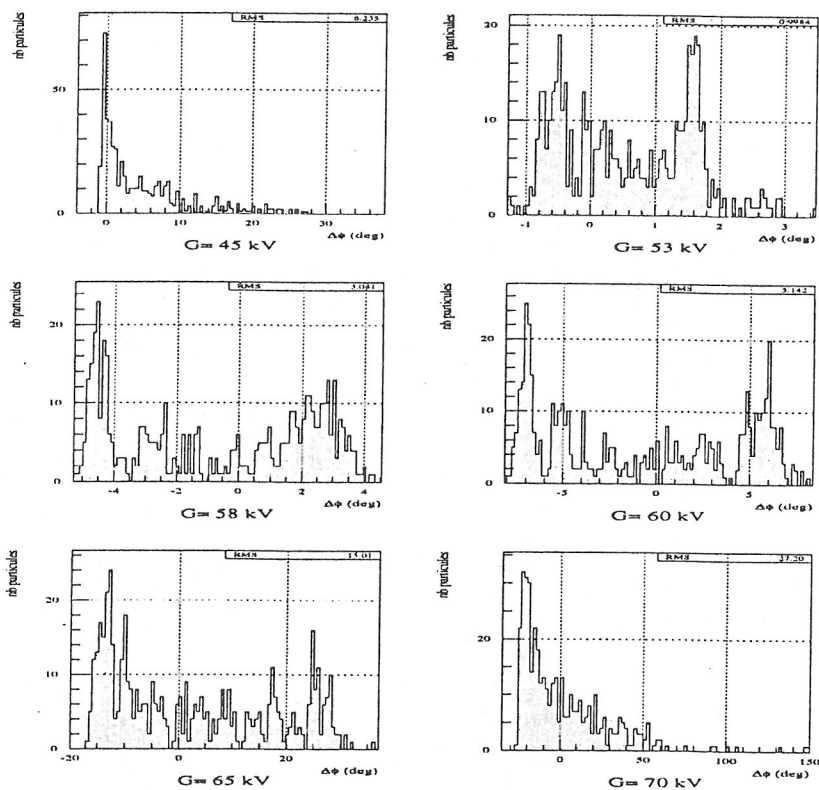 nb particules
RMS 6.235
50
0
0 10 20 30
Δφ (deg)
G= 45 kV
nb particules
RMS 0.9984
20
10
0
-1 0 1 2 3
Δφ (deg)
G= 53 kV
nb particules
RMS 3.041
20
10
0
-4 -2 0 2 4
Δφ (deg)
G= 58 kV
nb particules
RMS 5.142
20
10
0
-5 0 5
Δφ (deg)
G= 60 kV
nb particules
RMS 15.01
20
10
0
-20 0 20
Δφ (deg)
G= 65 kV
nb particules
RMS 27.20
20
0
0 50 100 150
Δφ (deg)
G= 70 kV